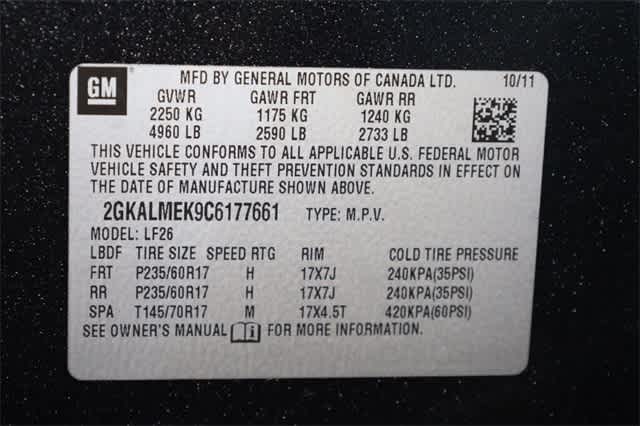 GM MFD BY GENERAL MOTORS OF CANADA LTD. 10/11
GVWR GAWR FRT GAWR RR
2250 KG 1175 KG 1240 KG
4960 LB 2590 LB 2733 LB
THIS VEHICLE CONFORMS TO ALL APPLICABLE U.S. FEDERAL MOTOR
VEHICLE SAFETY AND THEFT PREVENTION STANDARDS IN EFFECT ON
THE DATE OF MANUFACTURE SHOWN ABOVE.
2GKALMEK9C6177661 TYPE: M.P.V.
MODEL: LF26
LBDF TIRE SIZE SPEED RTG RIM COLD TIRE PRESSURE
FRT P235/60R17 H 17X7J 240KPA(35PSI)
RR P235/60R17 H 17X7J 240KPA(35PSI)
SPA T145/70R17 M 17X4.5T 420KPA(60PSI)
SEE OWNER'S MANUAL FOR MORE INFORMATION.